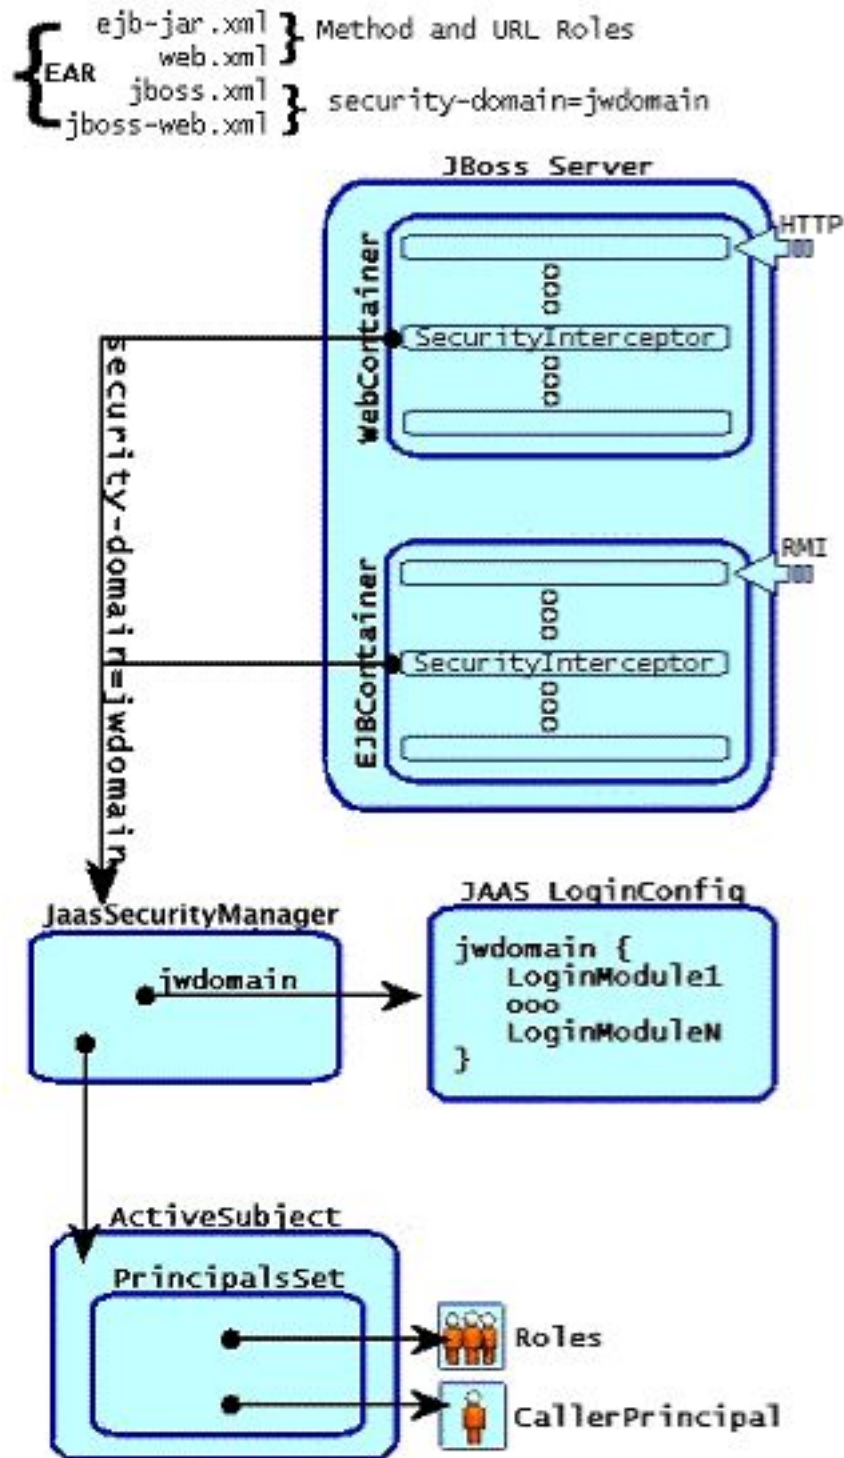 ejb-jar.xml } Method and URL Roles
web.xml
{ EAR
jboss.xml } security-domain=jwdomain
jboss-web.xml
JBoss Server
HTTP
WebContainer
SecurityInterceptor
security-domain=jwdomain
RMI
EJBContainer
SecurityInterceptor
JaasSecurityManager
jwdomain
JAAS LoginConfig
jwdomain {
LoginModule1
ooo
LoginModuleN
}
ActiveSubject
PrincipalsSet
Roles
CallerPrincipal